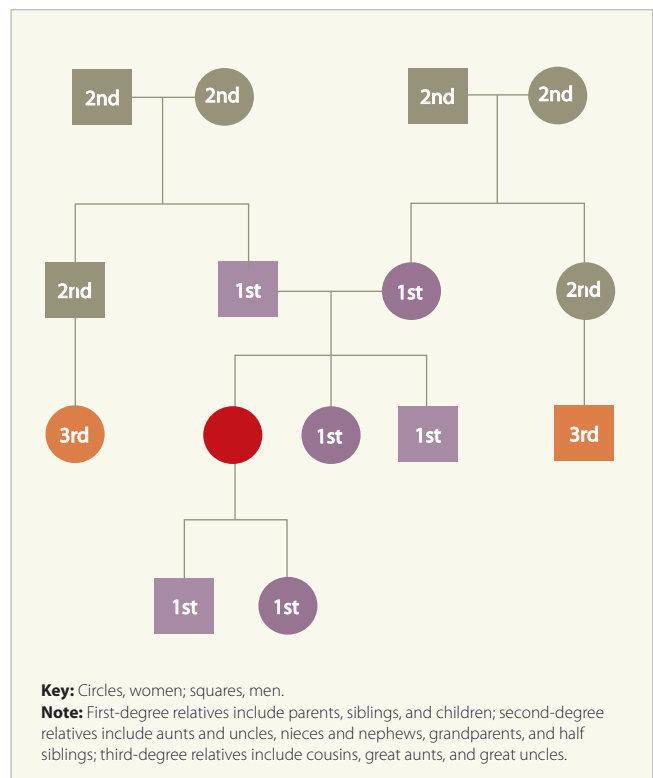 2nd 2nd 2nd 2nd
2nd 1st 1st 2nd
3rd 1st 1st 3rd
1st 1st
Key: Circles, women; squares, men.
Note: First-degree relatives include parents, siblings, and children; second-degree
relatives include aunts and uncles, nieces and nephews, grandparents, and half
siblings; third-degree relatives include cousins, great aunts, and great uncles.